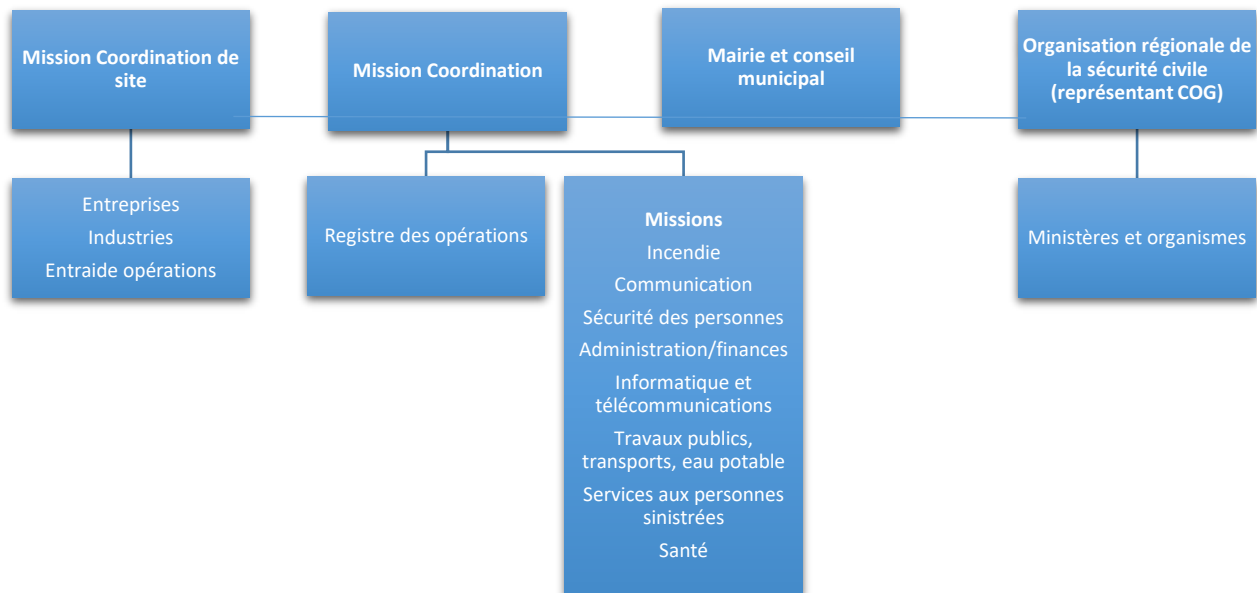 Mission Coordination de
site
Mission Coordination
Mairie et conseil
municipal
Organisation régionale de
la sécurité civile
(représentant COG)
Entreprises
Industries
Entraide opérations
Registre des opérations
Missions
Incendie
Communication
Sécurité des personnes
Administration/finances
Informatique et
télécommunications
Travaux publics,
transports, eau potable
Services aux personnes
sinistrées
Santé
Ministères et organismes